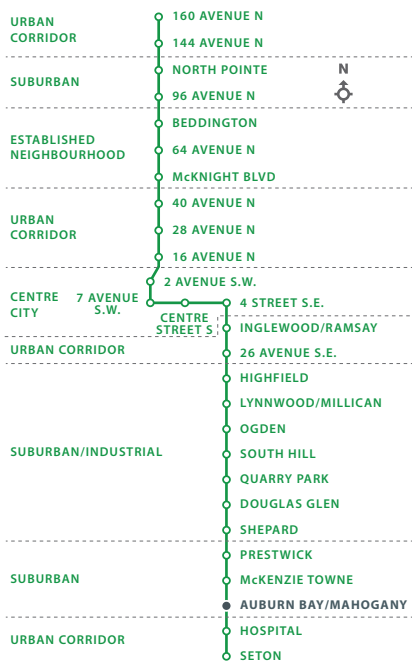 160 AVENUE N
URBAN
CORRIDOR
144 AVENUE N
NORTH POINTE
N
SUBURBAN
96 AVENUE N
BEDDINGTON
ESTABLISHED
NEIGHBOURHOOD
64 AVENUE N
McKNIGHT BLVD
40 AVENUE N
URBAN
CORRIDOR
28 AVENUE N
16 AVENUE N
2 AVENUE S.W.
CENTRE
CITY
7 AVENUE
S.W.
CENTRE
STREET S
4 STREET S.E.
INGLEWOOD/RAMSAY
URBAN CORRIDOR
26 AVENUE S.E.
HIGHFIELD
LYNNWOOD/MILLICAN
OGDEN
SUBURBAN/INDUSTRIAL
SOUTH HILL
QUARRY PARK
DOUGLAS GLEN
SHEPARD
PRESTWICK
SUBURBAN
McKENZIE TOWNE
AUBURN BAY/MAHOGANY
HOSPITAL
URBAN CORRIDOR
SETON